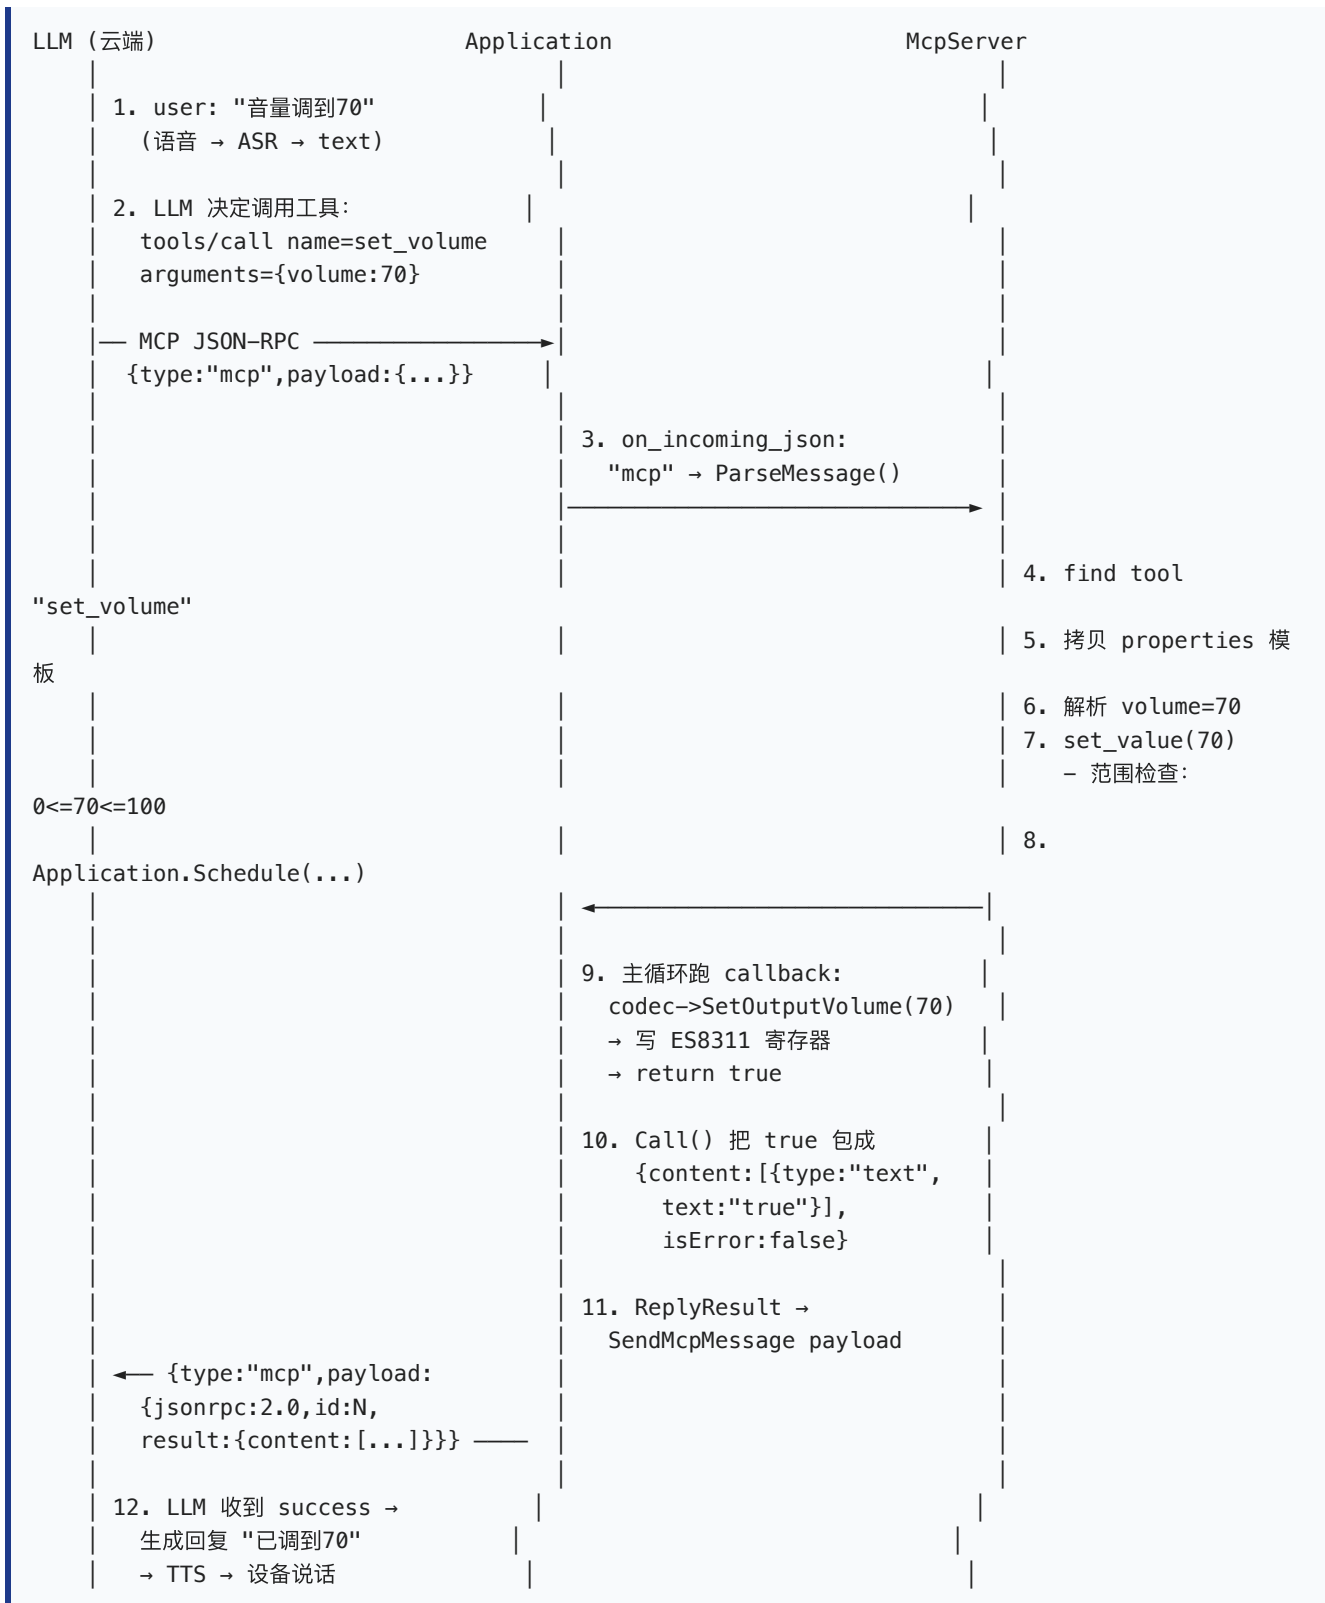 LLM (云端) Application McpServer
1. user: "音量调到70"
(语音 → ASR → text)
2. LLM 决定调用工具:
tools/call name=set_volume
arguments={volume:70}
MCP JSON-RPC
{type:"mcp",payload:{...}}
3. on_incoming_json:
"mcp" → ParseMessage()
4. find tool
"set_volume"
5. 拷贝 properties 模
板
6. 解析 volume=70
7. set_value(70)
- 范围检查:
0<=70<=100
8.
Application.Schedule(...)
9. 主循环跑 callback:
codec->SetOutputVolume(70)
→ 写 ES8311 寄存器
→ return true
10. Call() 把 true 包成
{content:[{type:"text",
text:"true"}],
isError:false}
11. ReplyResult →
SendMcpMessage payload
{type:"mcp",payload:
{jsonrpc:2.0,id:N,
result:{content:[...]}}}
12. LLM 收到 success →
生成回复 "已调到70"
→ TTS → 设备说话